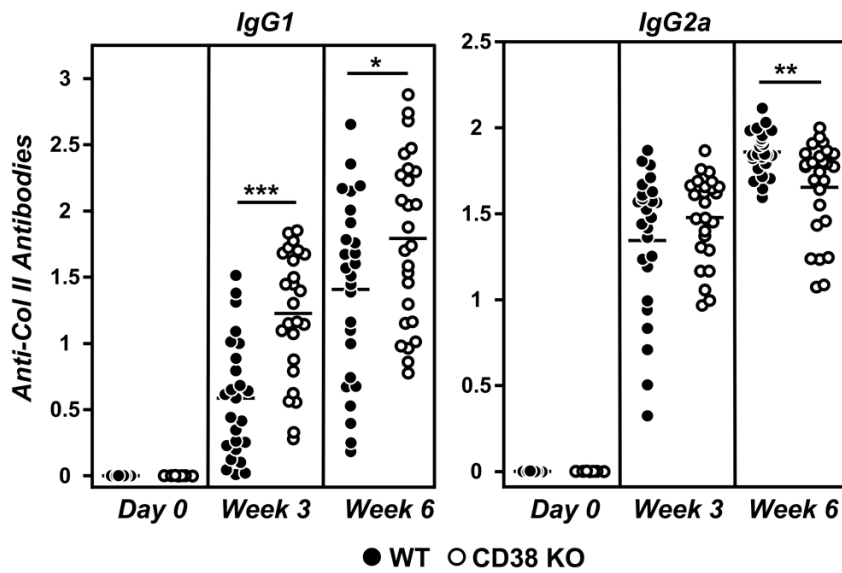 IgG1
IgG2a
Anti-Col II Antibodies
3
2.5
2
1.5
1
0.5
0
*
***
Day 0 Week 3 Week 6
2.5
2
1.5
1
0.5
0
**
Day 0 Week 3 Week 6
WT CD38 KO